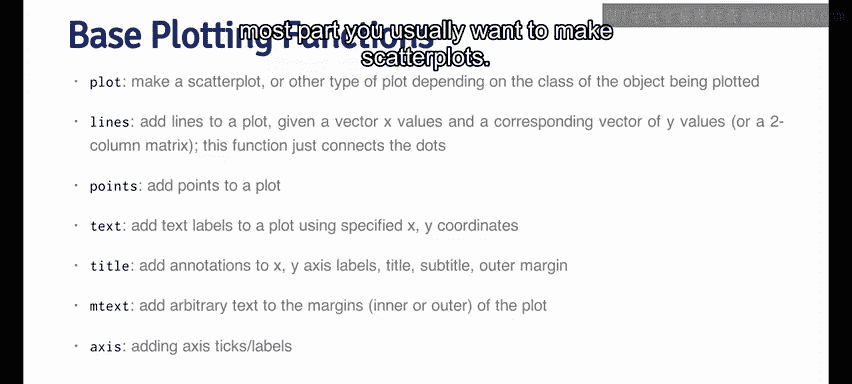 Base Plotting Functions
most part you usually want to make
scatterplots.
· plot: make a scatterplot, or other type of plot depending on the class of the object being plotted
· lines: add lines to a plot, given a vector x values and a corresponding vector of y values (or a 2-
column matrix); this function just connects the dots
· points: add points to a plot
· text: add text labels to a plot using specified x, y coordinates
· title: add annotations to x, y axis labels, title, subtitle, outer margin
· mtext: add arbitrary text to the margins (inner or outer) of the plot
· axis: adding axis ticks/labels